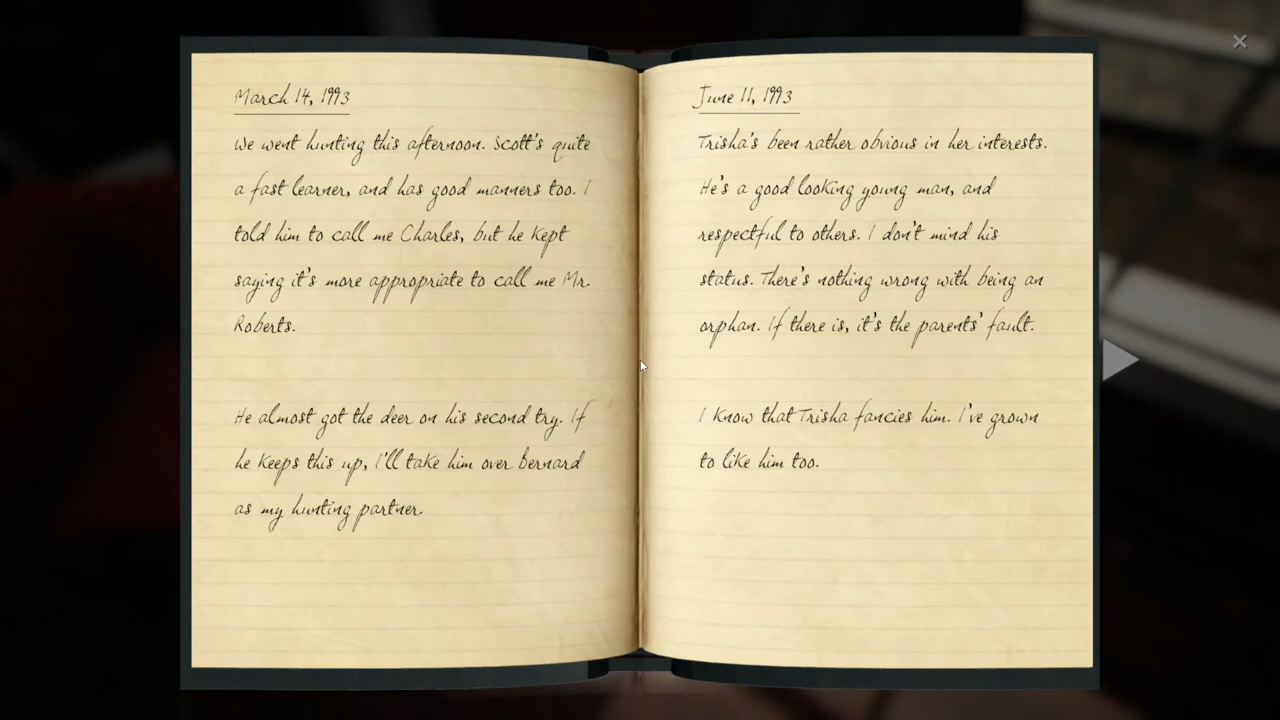 March 14, 1993
We went hunting this afternoon. Scott's quite
a fast learner, and has good manners too. I
told him to call me Charles, but he kept
saying it's more appropriate to call me Mr.
Roberts.
He almost got the deer on his second try. If
he keeps this up, I'll take him over Bernard
as my hunting partner.
June 11, 1993
Trisha's been rather obvious in her interests.
He's a good looking young man, and
respectful to others. I don't mind his
status. There's nothing wrong with being an
orphan. If there is, it's the parents' fault.
I know that Trisha fancies him. I've grown
to like him too.